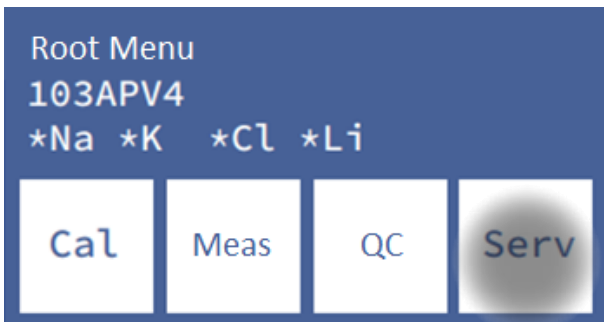 Root Menu
103APV4
*Na *K *Cl *Li
Cal Meas QC Serv